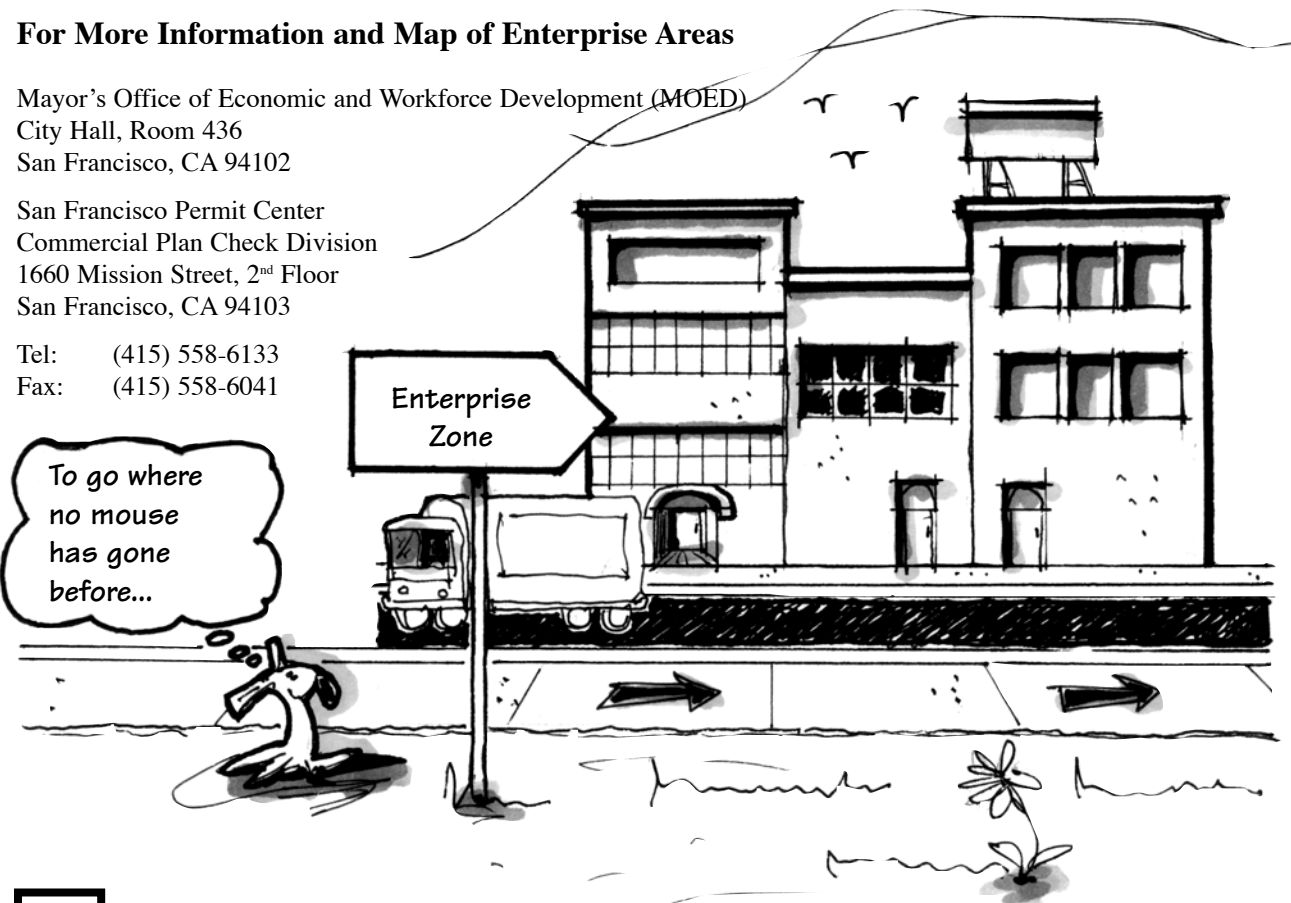 For More Information and Map of Enterprise Areas
Mayor’s Office of Economic and Workforce Development (MOED)
City Hall, Room 436
San Francisco, CA 94102
San Francisco Permit Center
Commercial Plan Check Division
1660 Mission Street, 2nd Floor
San Francisco, CA 94103
Tel: (415) 558-6133
Fax: (415) 558-6041
Enterprise
Zone
To go where
no mouse
has gone
before...